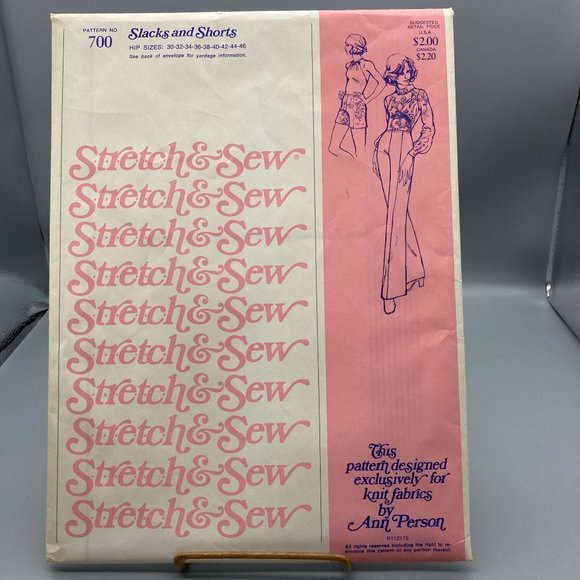 PATTERN NO.
700
Slacks and Shorts
HIP SIZES: 30-32-34-36-38-40-42-44-46
See back of envelope for yardage information.
SUGGESTED
RETAIL PRICE
U.S.A.
$2.00
CANADA
$2.20
Stretch & Sew®
Stretch & Sew
Stretch & Sew
Stretch & Sew
Stretch & Sew
Stretch & Sew
Stretch & Sew
Stretch & Sew
Stretch & Sew
Stretch & Sew
This
pattern designed
exclusively for
knit fabrics
by
Ann Person
R113175
All rights reserved including the right to re-
produce this pattern or any portion thereof.